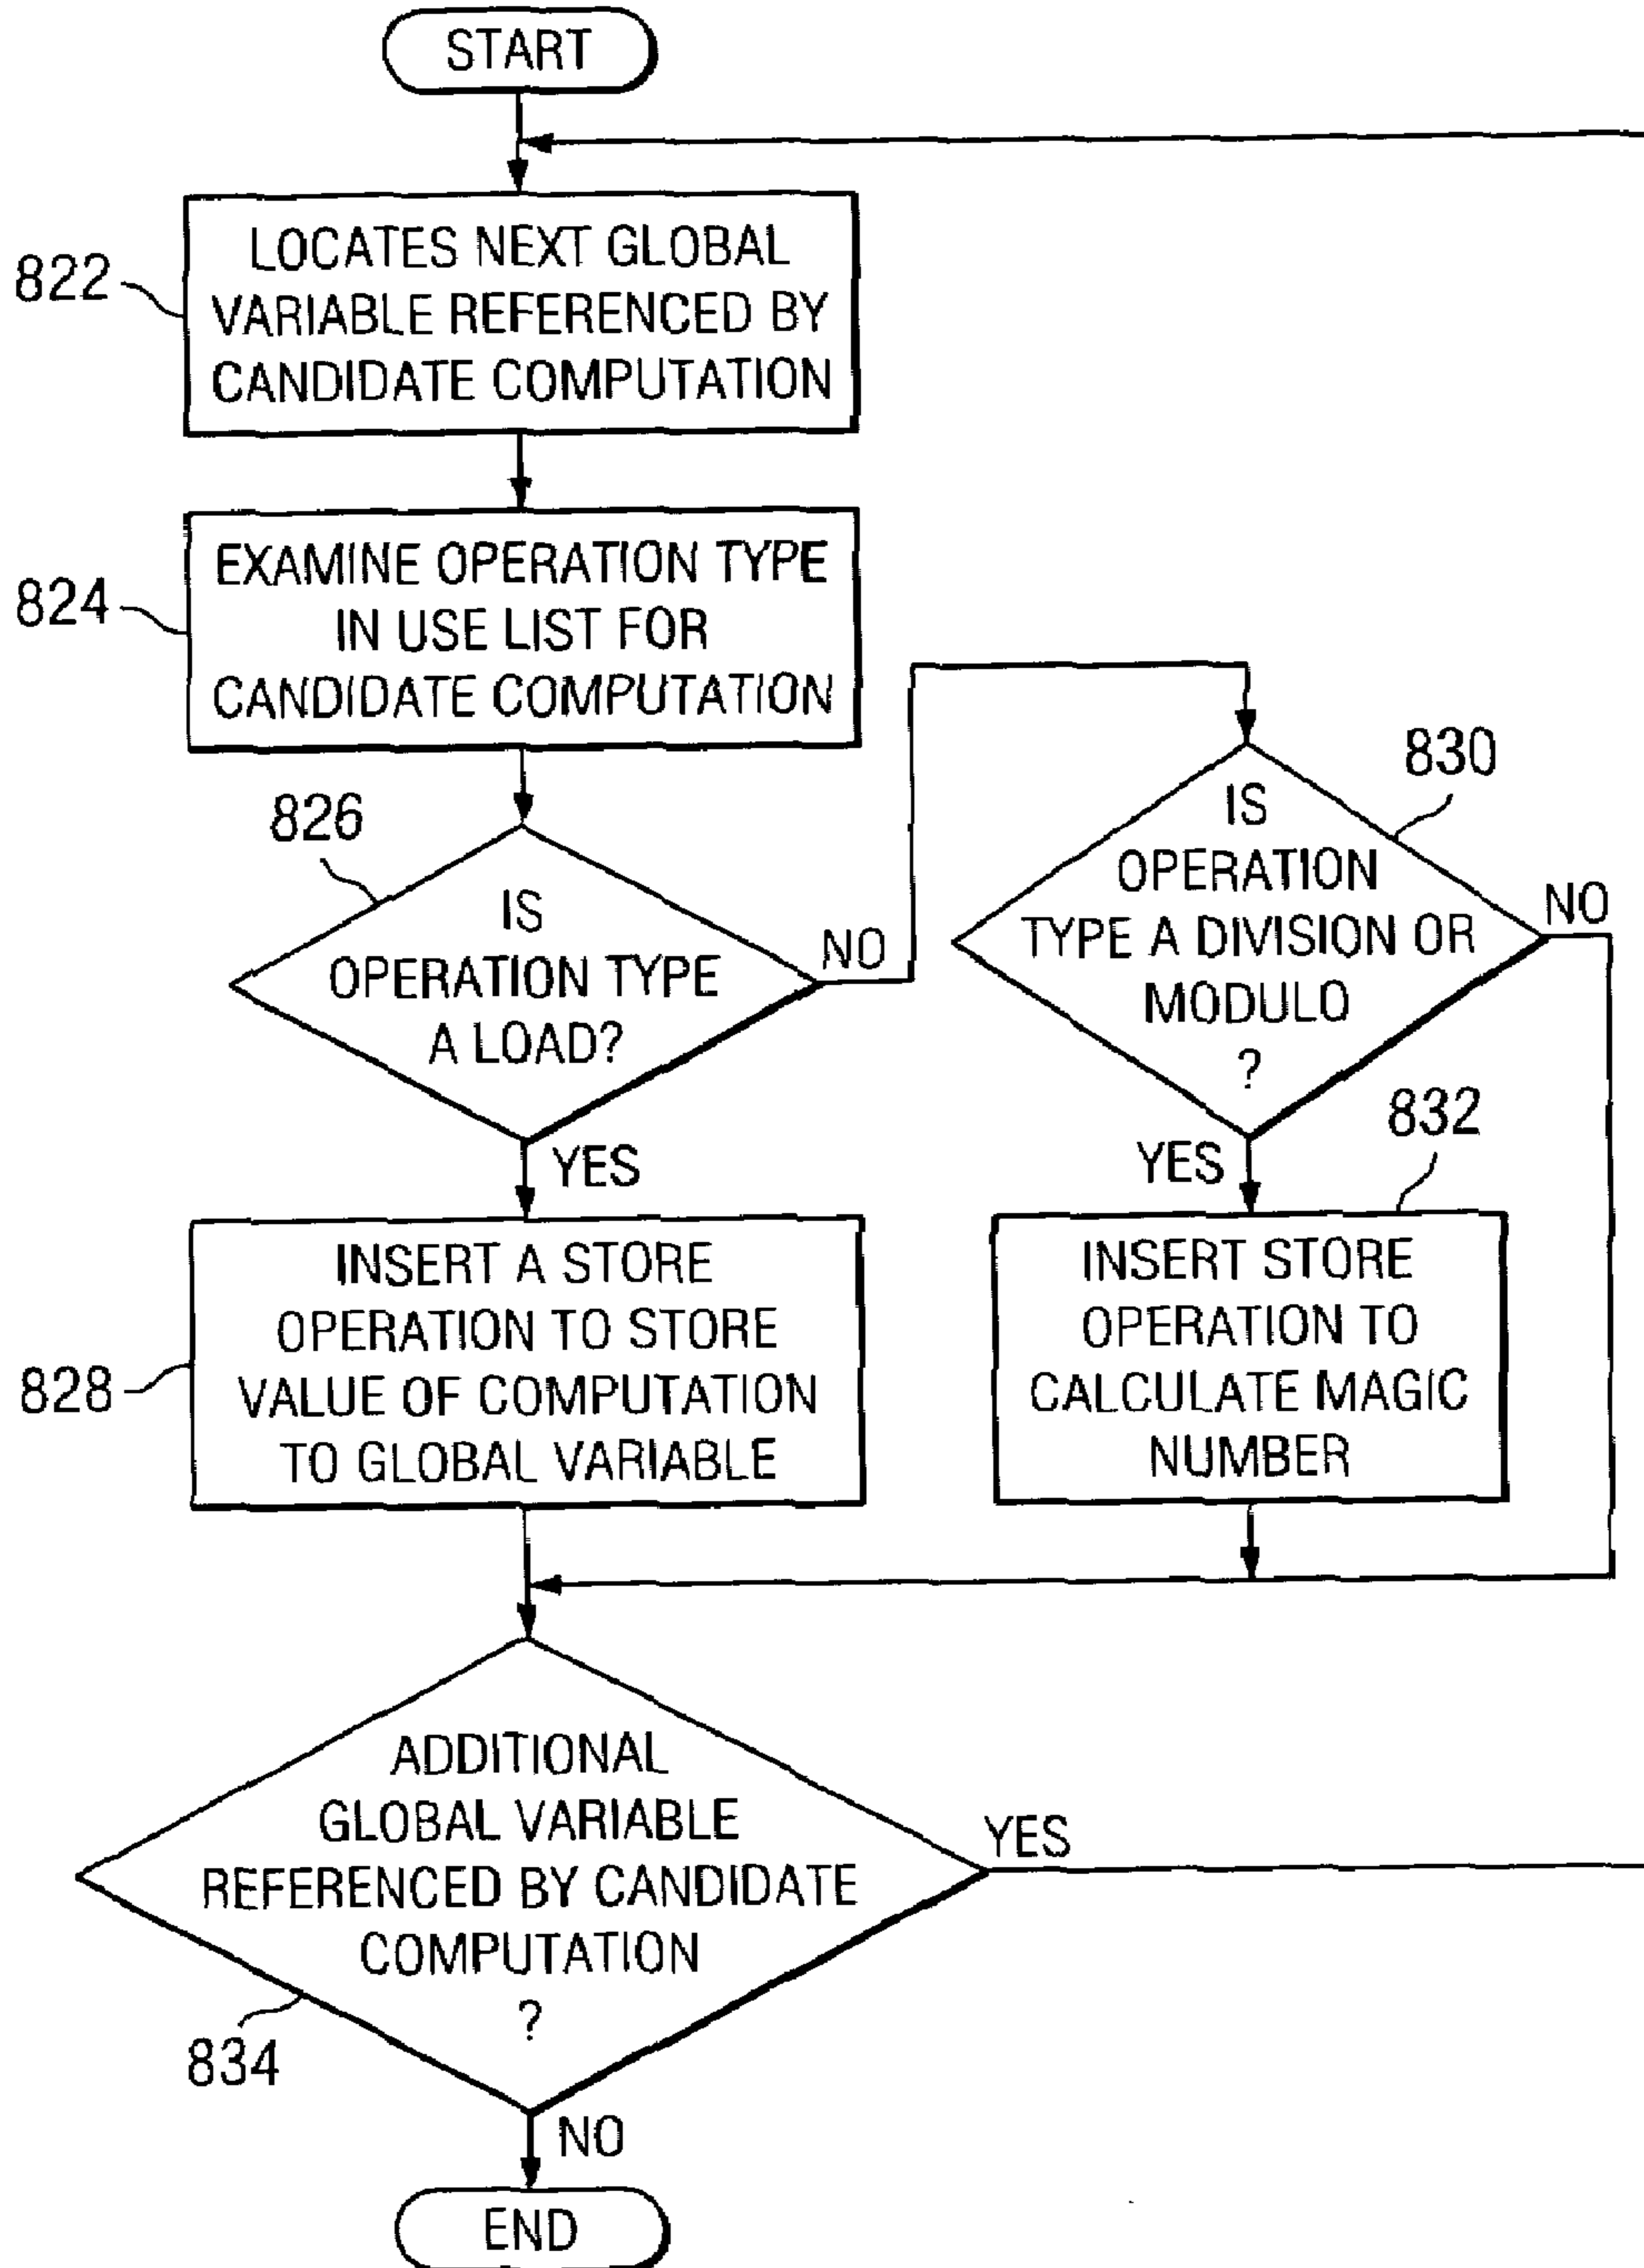 START
822
LOCATES NEXT GLOBAL
VARIABLE REFERENCED BY
CANDIDATE COMPUTATION
824
EXAMINE OPERATION TYPE
IN USE LIST FOR
CANDIDATE COMPUTATION
826
IS
OPERATION TYPE
A LOAD?
NO
YES
830
IS
OPERATION
TYPE A DIVISION OR
MODULO
?
NO
YES
828
INSERT A STORE
OPERATION TO STORE
VALUE OF COMPUTATION
TO GLOBAL VARIABLE
832
INSERT STORE
OPERATION TO
CALCULATE MAGIC
NUMBER
ADDITIONAL
GLOBAL VARIABLE
REFERENCED BY CANDIDATE
COMPUTATION
?
834
YES
NO
END